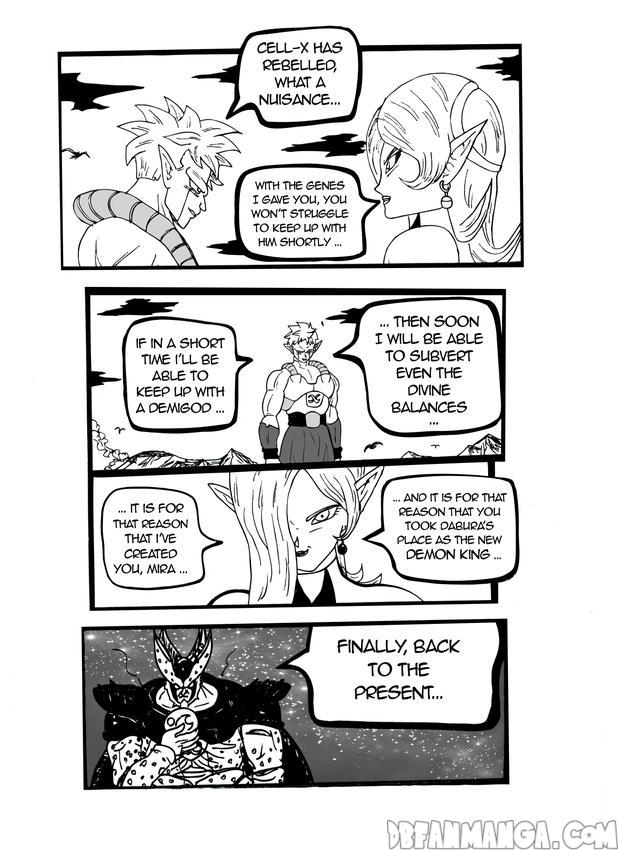 CELL-X HAS
REBELLED,
WHAT A
NUISANCE...
WITH THE GENES
I GAVE YOU, YOU
WON'T STRUGGLE
TO KEEP UP WITH
HIM SHORTLY ...
IF IN A SHORT
TIME I'LL BE
ABLE TO
KEEP UP WITH
A DEMIGOD ...
... THEN SOON
I WILL BE ABLE
TO SUBVERT
EVEN THE
DIVINE
BALANCES
...
... IT IS FOR
THAT REASON
THAT I'VE
CREATED
YOU, MIRA ...
... AND IT IS FOR THAT
REASON THAT YOU
TOOK DABURA'S
PLACE AS THE NEW
DEMON KING ...
FINALLY, BACK
TO THE
PRESENT...
DBFANMANGA.COM